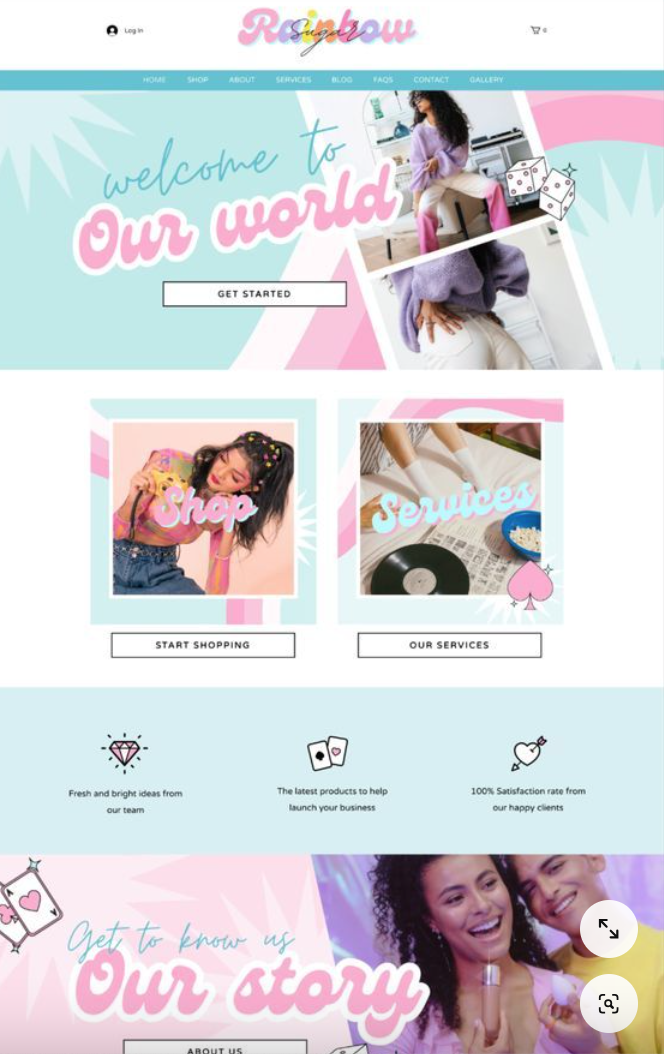 Log In
Rainbow
Sugar
0
HOME SHOP ABOUT SERVICES BLOG FAQS CONTACT GALLERY
welcome to
Our world
GET STARTED
Shop
Services
START SHOPPING
OUR SERVICES
Fresh and bright ideas from
our team
The latest products to help
launch your business
100% Satisfaction rate from
our happy clients
A
A
Get to know us
Our story
ABOUT US